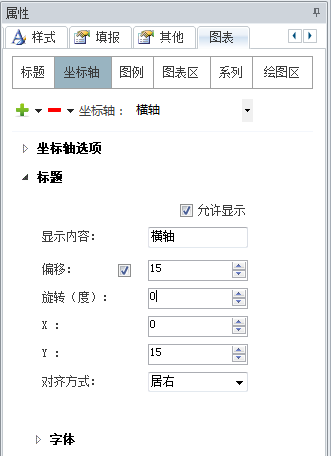 属性
样式 填报 其他 图表
标题 坐标轴 图例 图表区 系列 绘图区
坐标轴： 横轴
坐标轴选项
标题
允许显示
显示内容： 横轴
偏移： 15
旋转（度）： 0
X ： 0
Y ： 15
对齐方式： 居右
字体